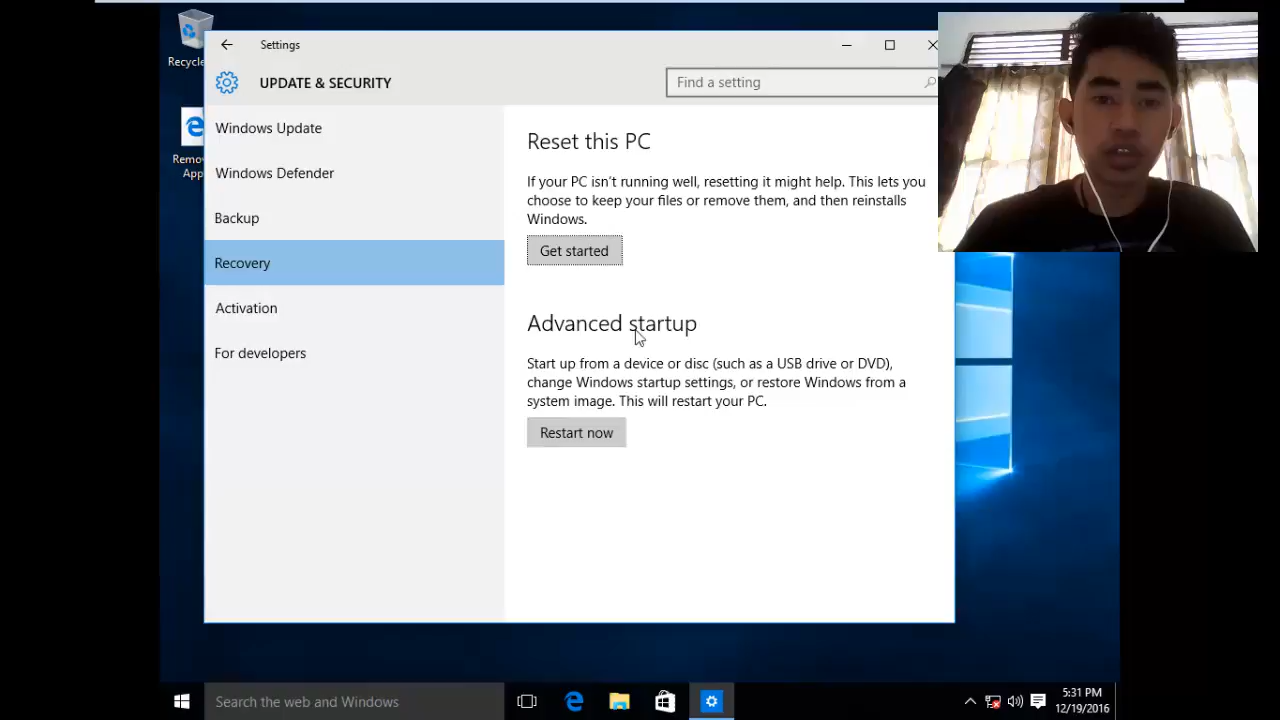 Recycle
Remo
App
Settings
UPDATE & SECURITY
Find a setting
Windows Update
Windows Defender
Backup
Recovery
Activation
For developers
Reset this PC
If your PC isn't running well, resetting it might help. This lets you
choose to keep your files or remove them, and then reinstalls
Windows.
Get started
Advanced startup
Start up from a device or disc (such as a USB drive or DVD),
change Windows startup settings, or restore Windows from a
system image. This will restart your PC.
Restart now
Search the web and Windows
5:31 PM
12/19/2016